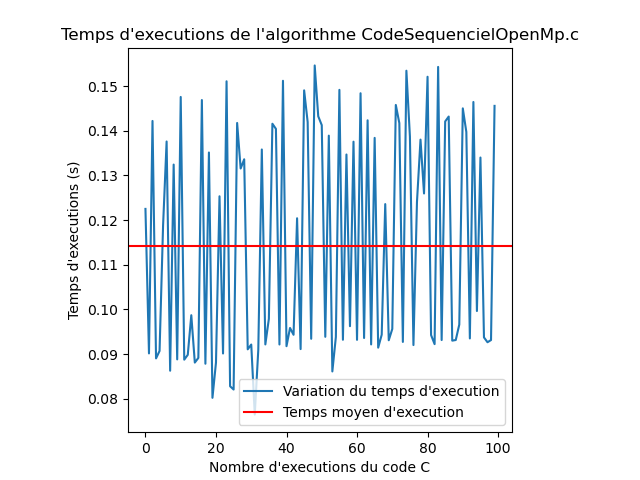 Temps d'executions de l'algorithme CodeSequencielOpenMp.c
0.15
0.14
0.13
0.12
0.11
0.10
0.09
0.08
Temps d'executions (s)
Variation du temps d'execution
Temps moyen d'execution
0 20 40 60 80 100
Nombre d'executions du code C